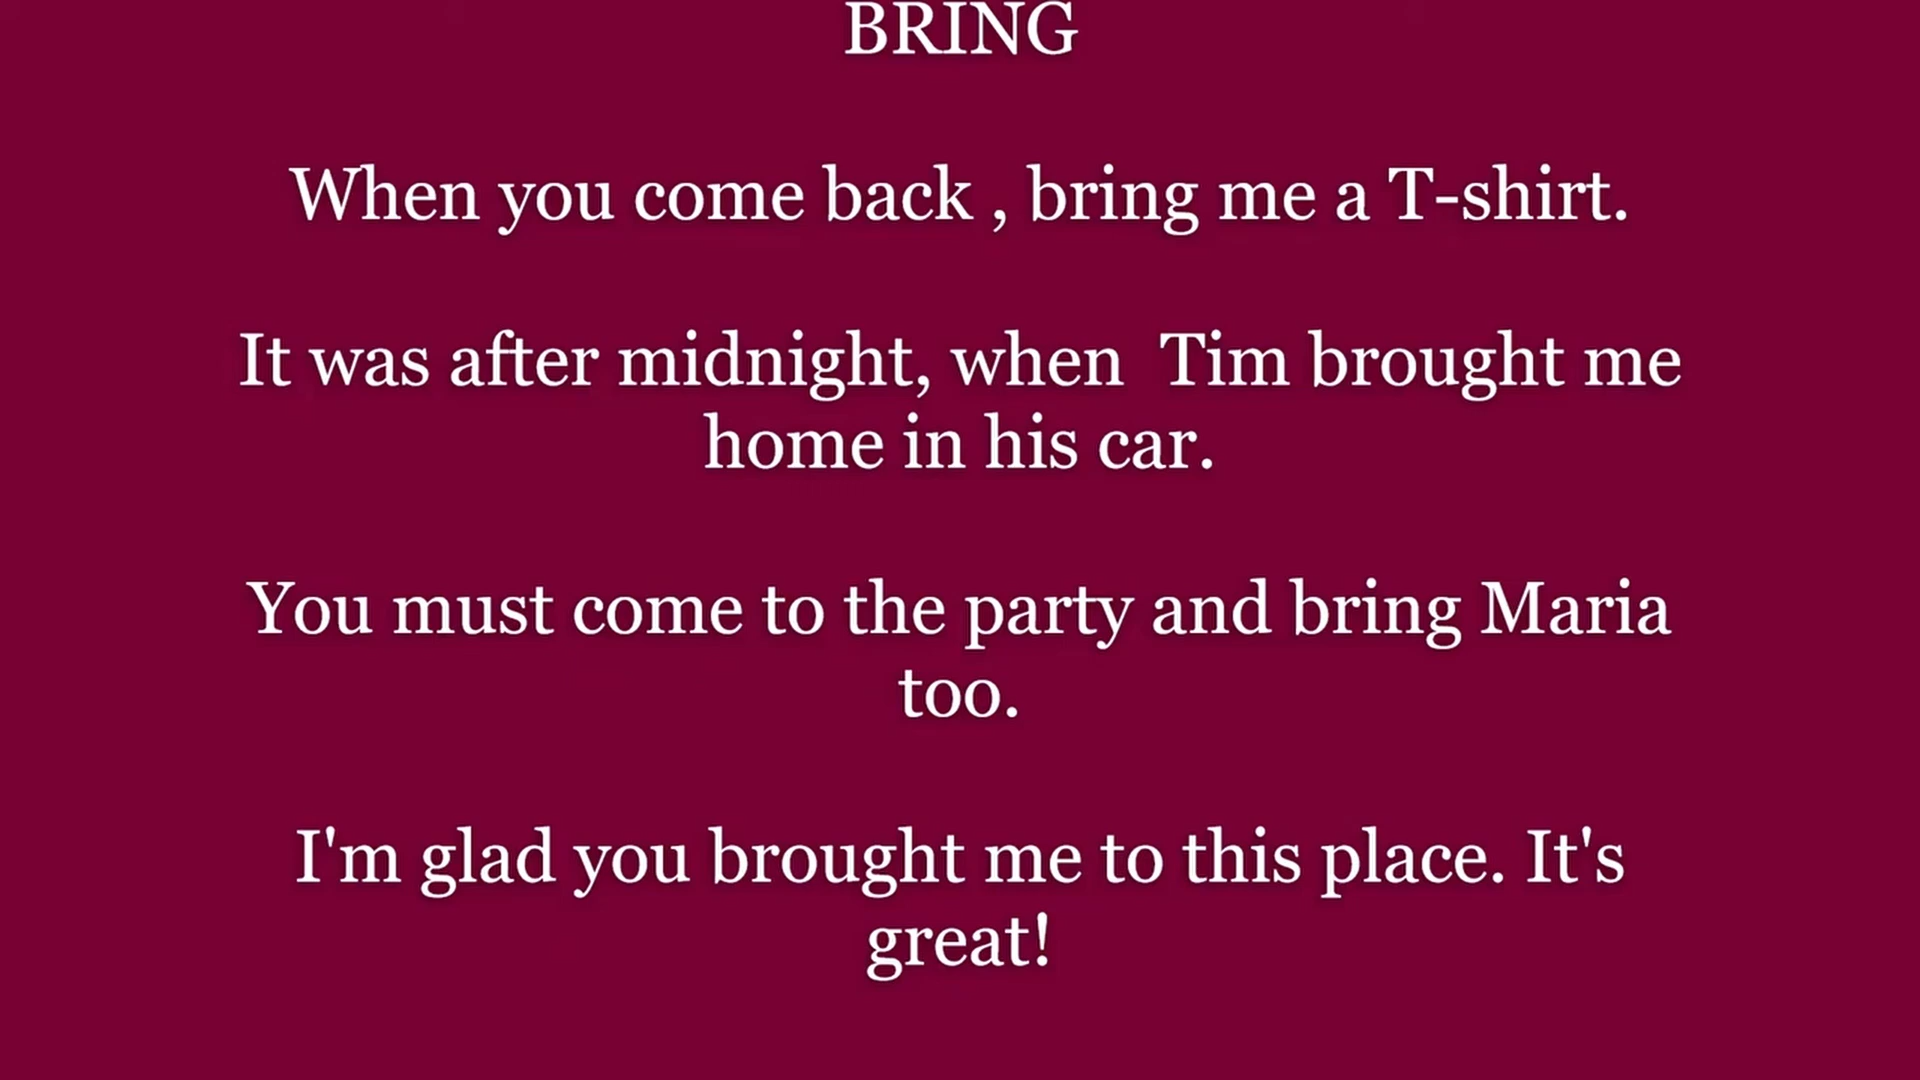 BRING
When you come back , bring me a T-shirt.
It was after midnight, when  Tim brought me
home in his car.
You must come to the party and bring Maria
too.
I'm glad you brought me to this place. It's
great!